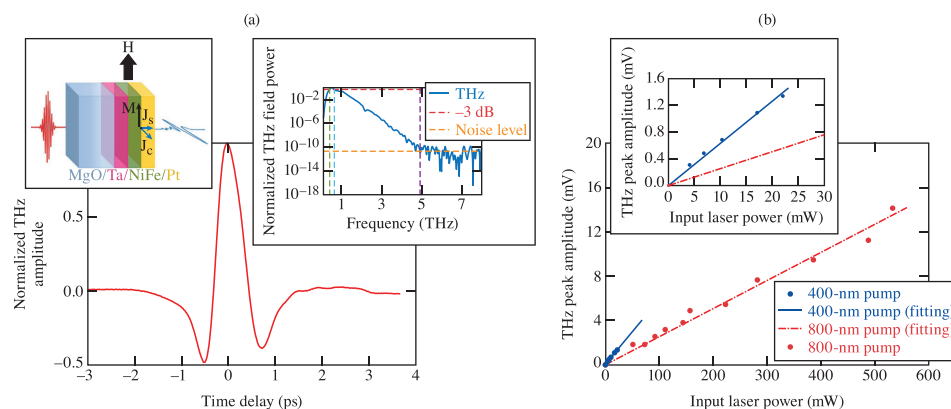 (a)
H
M
J_s
J_c
MgO/Ta/NiFe/Pt
Normalized THz field power
10^-2
10^-4
10^-6
10^-10
10^-14
10^-18
1
3
5
7
Frequency (THz)
THz
–3 dB
Noise level
Normalized THz
amplitude
0.5
0.0
–0.5
–3
–2
–1
0
1
2
3
4
Time delay (ps)
(b)
THz peak amplitude (mV)
1.6
1.2
0.8
0.4
0.0
0
5
10
15
20
25
30
Input laser power (mW)
THz peak amplitude (mV)
20
16
12
8
4
0
0
100
200
300
400
500
600
Input laser power (mW)
400-nm pump
400-nm pump (fitting)
800-nm pump (fitting)
800-nm pump